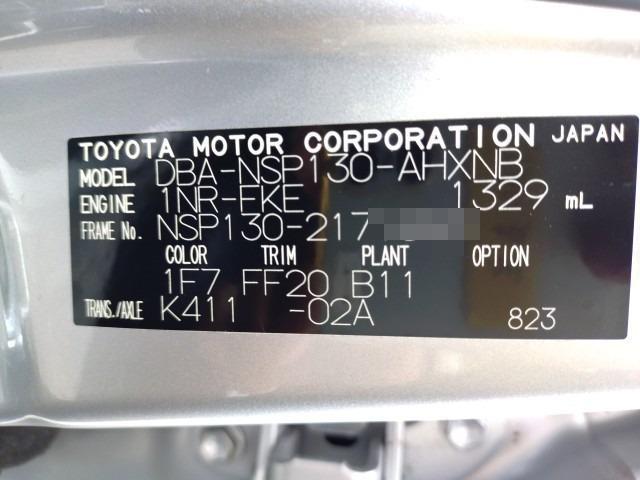 TOYOTA MOTOR CORPORATION JAPAN
MODEL DBA-NSP130-AHXNB
ENGINE 1NR-FKE 1329 mL
FRAME No. NSP130-217
COLOR TRIM PLANT OPTION
1F7 FF20 B11
TRANS./AXLE K411 -02A 823